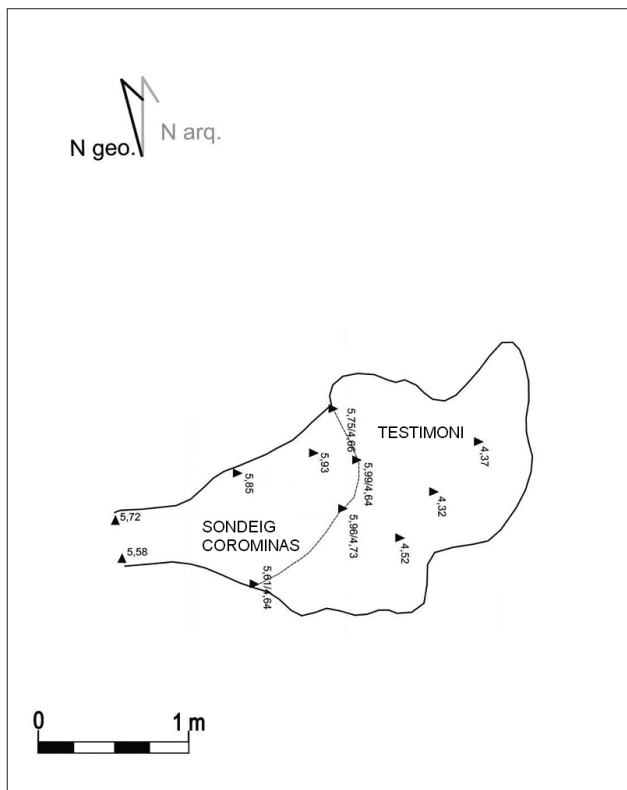 N arq.
N geo.
5,75/4,66
TESTIMONI
4,37
5,93
5,99/4,64
5,85
4,32
5,72
SONDEIG
COROMINAS
5,96/4,73
4,52
5,58
5,61/4,64
0 1 m